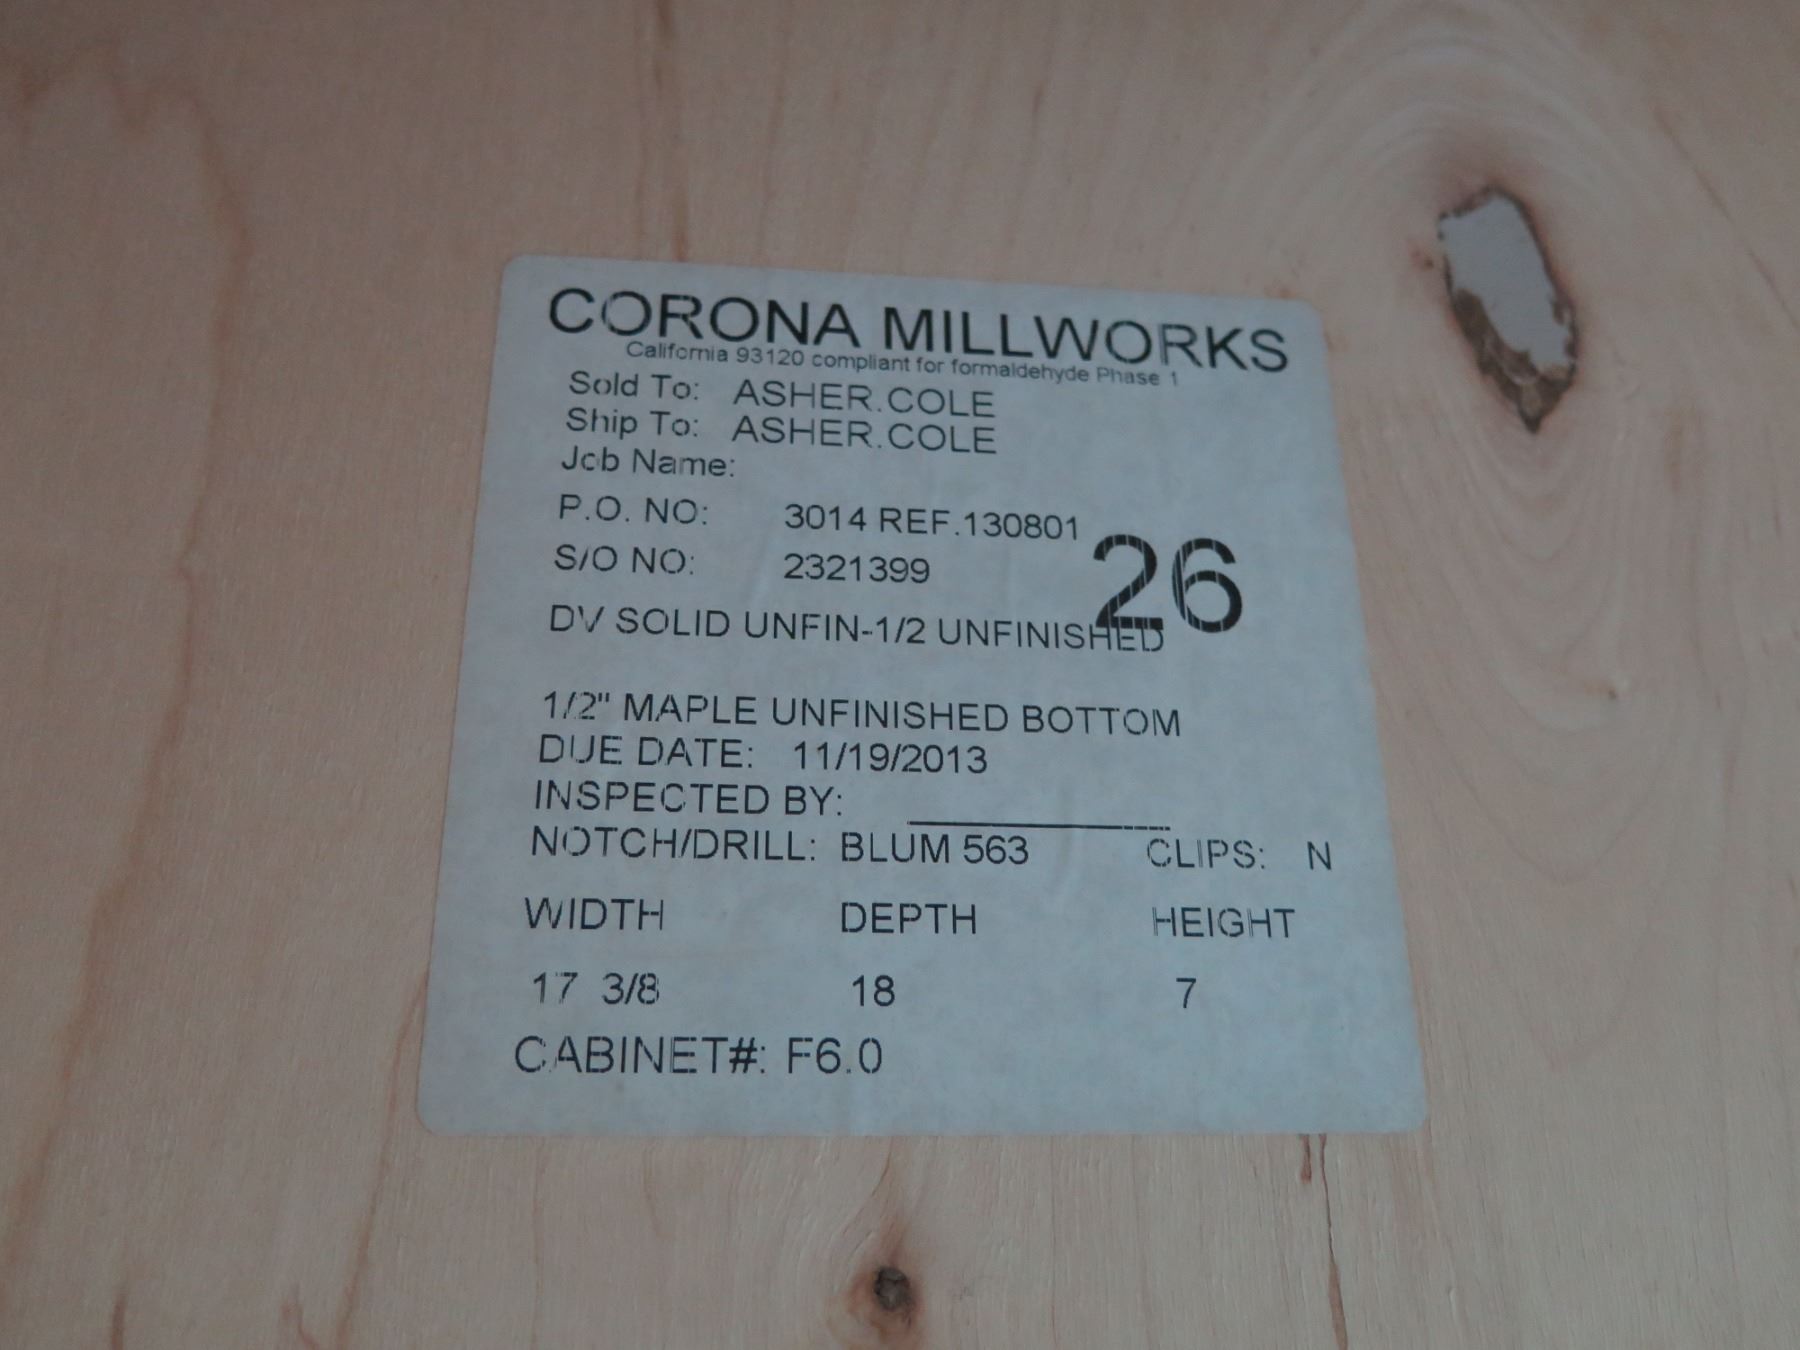 CORONA MILLWORKS
California 93120 compliant for formaldehyde Phase 1
Sold To: ASHER.COLE
Ship To: ASHER.COLE
Job Name:
P.O. NO: 3014 REF.130801
S/O NO: 2321399
26
DV SOLID UNFIN-1/2 UNFINISHED
1/2" MAPLE UNFINISHED BOTTOM
DUE DATE: 11/19/2013
INSPECTED BY:
NOTCH/DRILL: BLUM 563 CLIPS: N
WIDTH DEPTH HEIGHT
17 3/8 18 7
CABINET#: F6.0